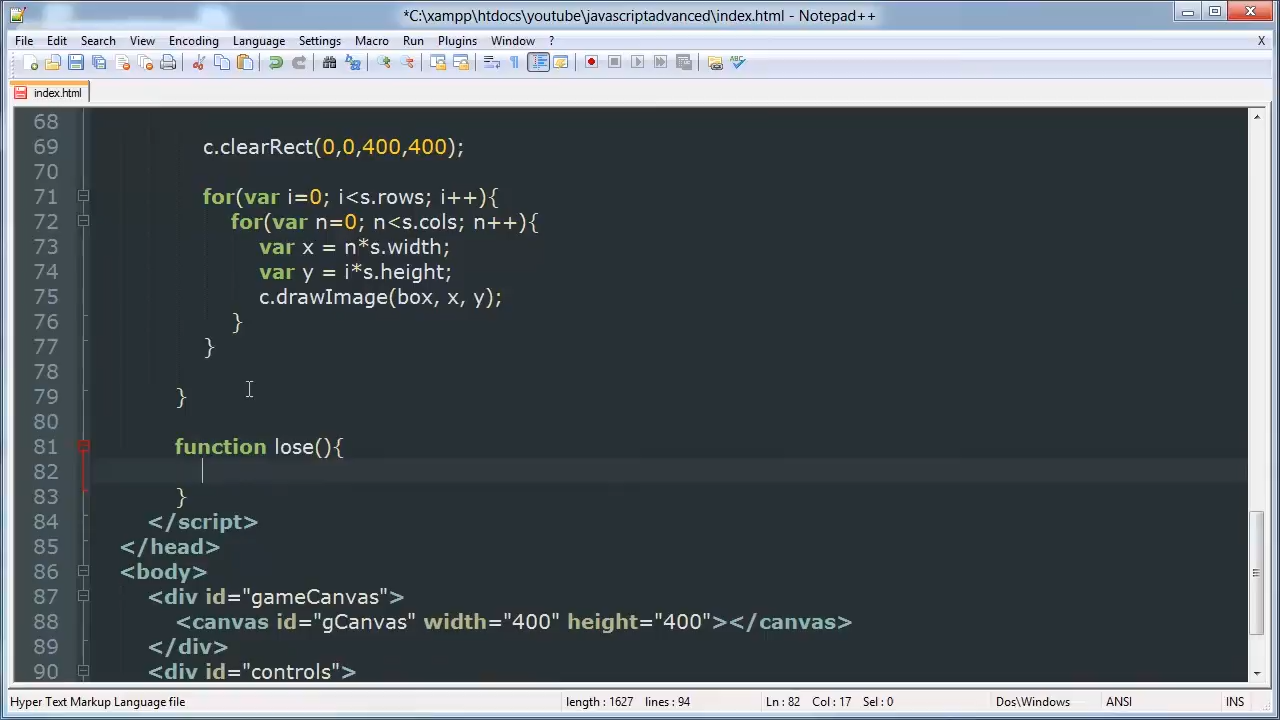 *C:\xampp\htdocs\youtube\javascriptadvanced\index.html - Notepad++
File Edit Search View Encoding Language Settings Macro Run Plugins Window ? X
index.html
68
69 c.clearRect(0,0,400,400);
70
71 for(var i=0; i<s.rows; i++){
72 for(var n=0; n<s.cols; n++){
73 var x = n*s.width;
74 var y = i*s.height;
75 c.drawImage(box, x, y);
76 }
77 }
78
79 }
80
81 function lose(){
82
83 }
84 </script>
85 </head>
86 <body>
87 <div id="gameCanvas">
88 <canvas id="gCanvas" width="400" height="400"></canvas>
89 </div>
90 <div id="controls">
Hyper Text Markup Language file length : 1627 lines : 94 Ln : 82 Col : 17 Sel : 0 Dos\Windows ANSI INS